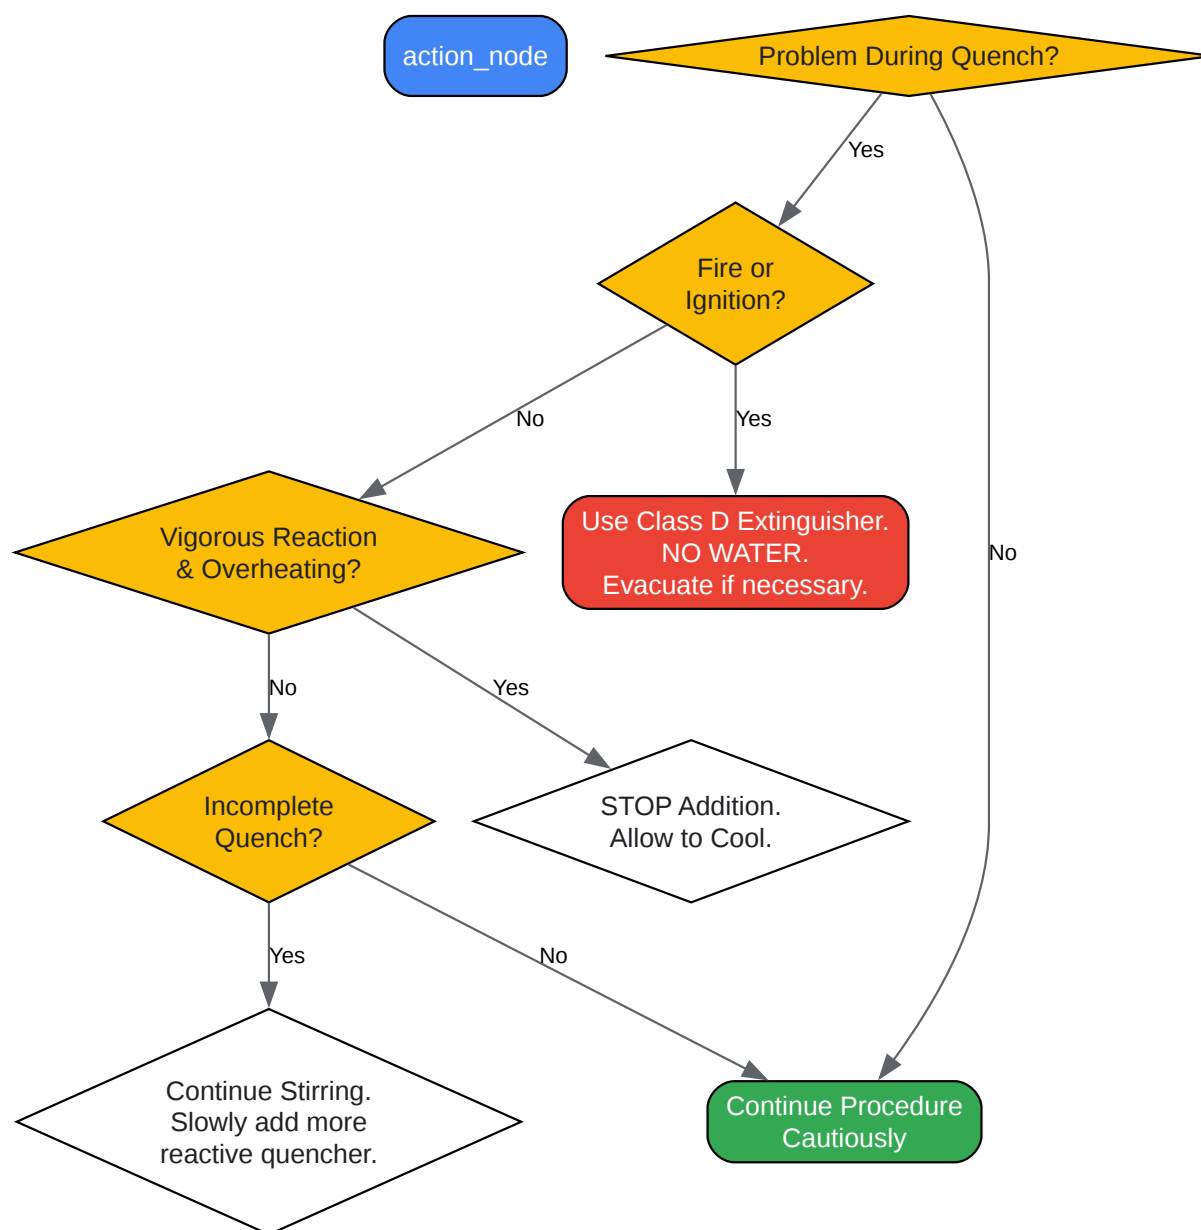 action_node
Problem During Quench?
Yes
Fire or
Ignition?
No
Yes
Vigorous Reaction
& Overheating?
Use Class D Extinguisher.
NO WATER.
Evacuate if necessary.
No
No
Yes
Incomplete
Quench?
STOP Addition.
Allow to Cool.
Yes
No
Continue Stirring.
Slowly add more
reactive quencher.
Continue Procedure
Cautiously